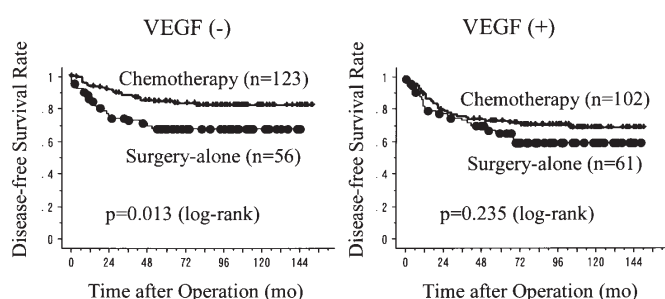 VEGF (-)
Disease-free Survival Rate
1
.8
.6
.4
.2
0
Chemotherapy (n=123)
Surgery-alone (n=56)
p=0.013 (log-rank)
0 24 48 72 96 120 144
Time after Operation (mo)
VEGF (+)
Disease-free Survival Rate
1
.8
.6
.4
.2
0
Chemotherapy (n=102)
Surgery-alone (n=61)
p=0.235 (log-rank)
0 24 48 72 96 120 144
Time after Operation (mo)